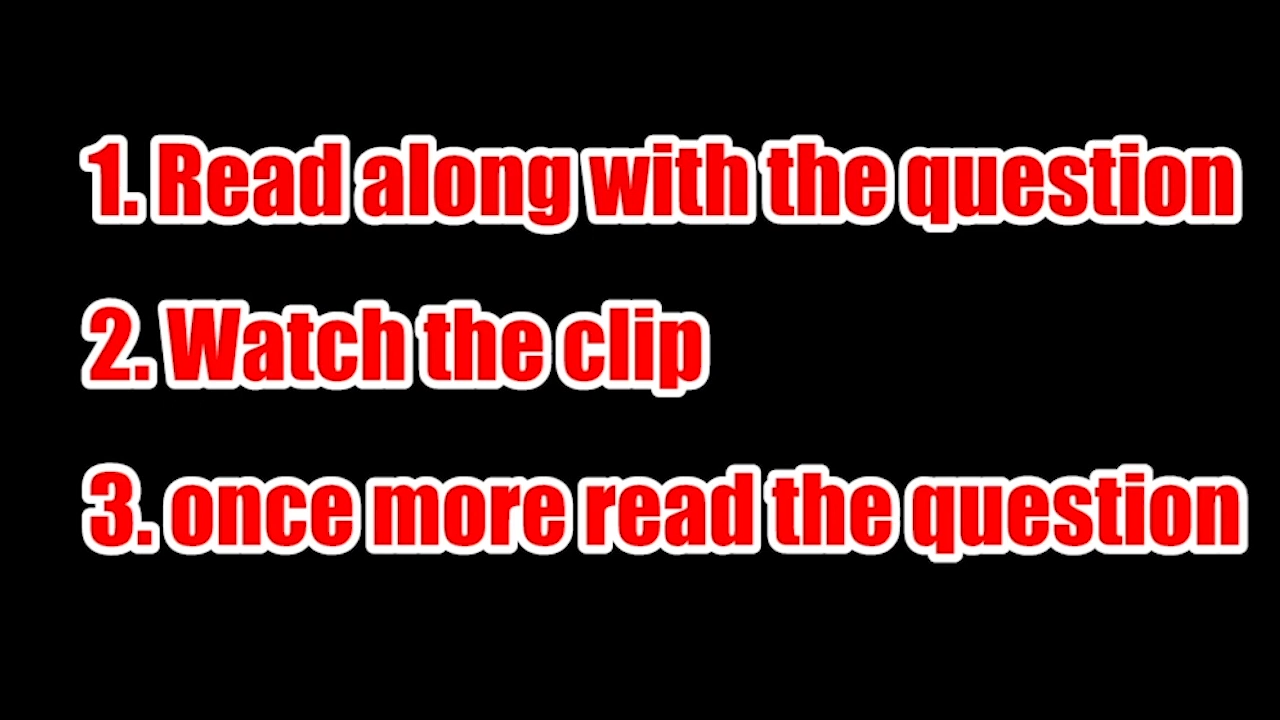 1. Read along with the question
2. Watch the clip
3. once more read the question